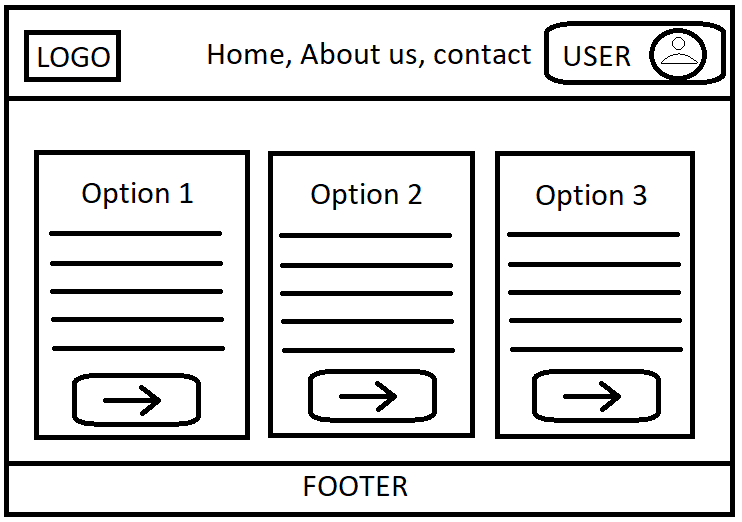 LOGO
Home, About us, contact
USER
Option 1
Option 2
Option 3
FOOTER